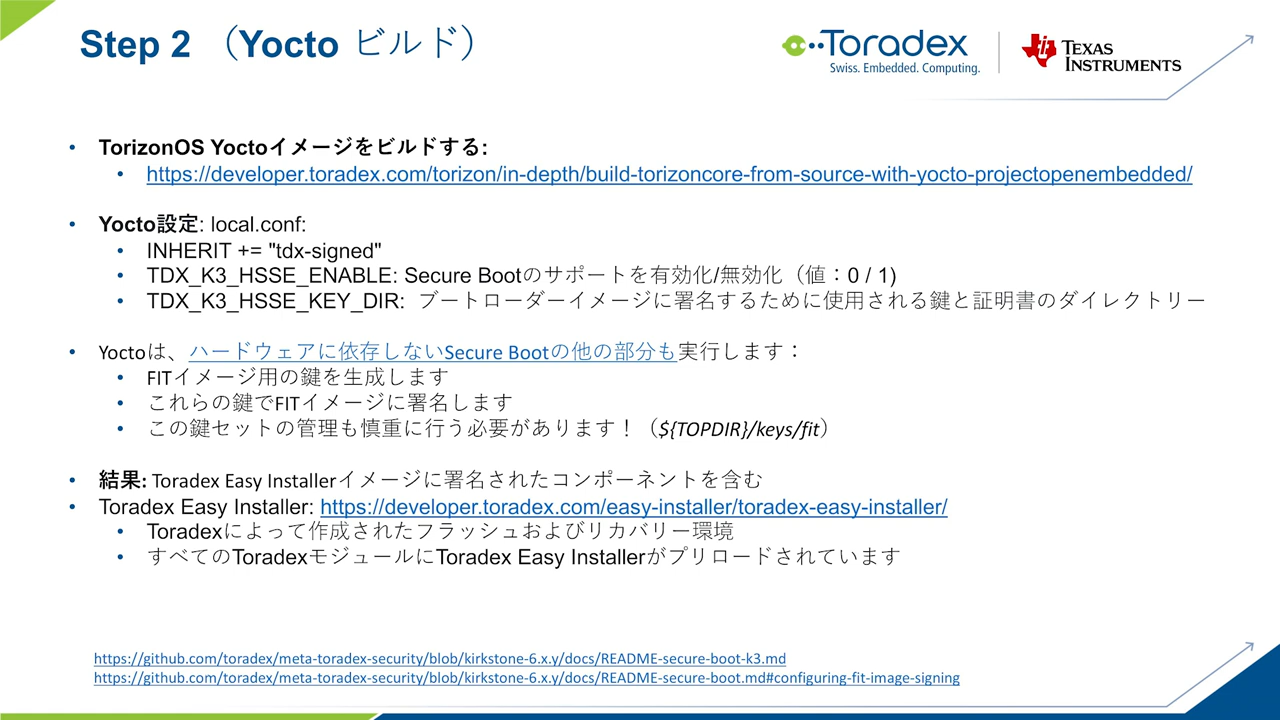 Step 2 （Yocto ビルド）
Toradex
Swiss. Embedded. Computing.
TEXAS INSTRUMENTS
• TorizonOS Yoctoイメージをビルドする:
• https://developer.toradex.com/torizon/in-depth/build-torizoncore-from-source-with-yocto-projectopenembedded/
• Yocto設定: local.conf:
• INHERIT += "tdx-signed"
• TDX_K3_HSSE_ENABLE: Secure Bootのサポートを有効化/無効化（値：0 / 1)
• TDX_K3_HSSE_KEY_DIR: ブートローダーイメージに署名するために使用される鍵と証明書のダイレクトリー
• Yoctoは、ハードウェアに依存しないSecure Bootの他の部分も実行します：
• FITイメージ用の鍵を生成します
• これらの鍵でFITイメージに署名します
• この鍵セットの管理も慎重に行う必要があります！（${TOPDIR}/keys/fit）
• 結果: Toradex Easy Installerイメージに署名されたコンポーネントを含む
• Toradex Easy Installer: https://developer.toradex.com/easy-installer/toradex-easy-installer/
• Toradexによって作成されたフラッシュおよびリカバリー環境
• すべてのToradexモジュールにToradex Easy Installerがプリロードされています
https://github.com/toradex/meta-toradex-security/blob/kirkstone-6.x.y/docs/README-secure-boot-k3.md
https://github.com/toradex/meta-toradex-security/blob/kirkstone-6.x.y/docs/README-secure-boot.md#configuring-fit-image-signing